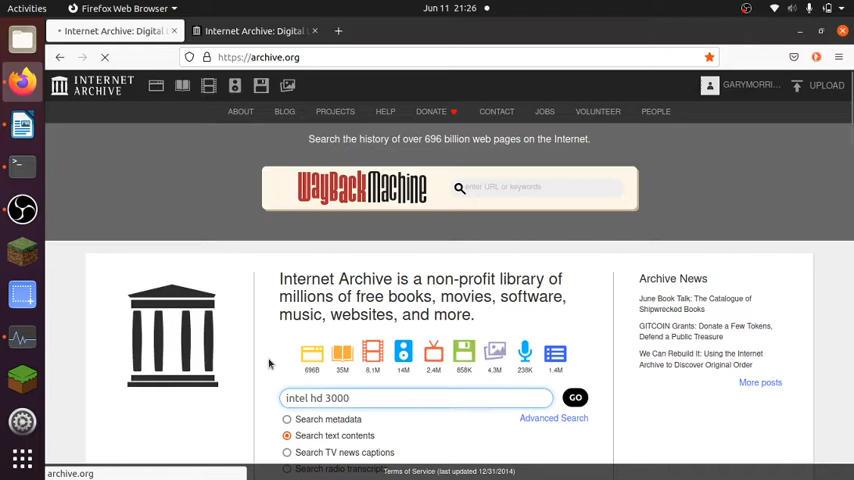 Activities Firefox Web Browser Jun 11 21:26
Internet Archive: Digital Internet Archive: Digital L
https://archive.org
INTERNET ARCHIVE GARYMORRI... UPLOAD
ABOUT BLOG PROJECTS HELP DONATE CONTACT JOBS VOLUNTEER PEOPLE
Search the history of over 696 billion web pages on the Internet.
WayBackMachine enter URL or keywords
Internet Archive is a non-profit library of
millions of free books, movies, software,
music, websites, and more.
696B 35M 8.1M 14M 2.4M 858K 4.3M 238K 1.4M
intel hd 3000 GO
Advanced Search
Search metadata
Search text contents
Search TV news captions
Search radio transcripts
Archive News
June Book Talk: The Catalogue of
Shipwrecked Books
GITCOIN Grants: Donate a Few Tokens,
Defend a Public Treasure
We Can Rebuild It: Using the Internet
Archive to Discover Original Order
More posts
Terms of Service (last updated 12/31/2014)
archive.org